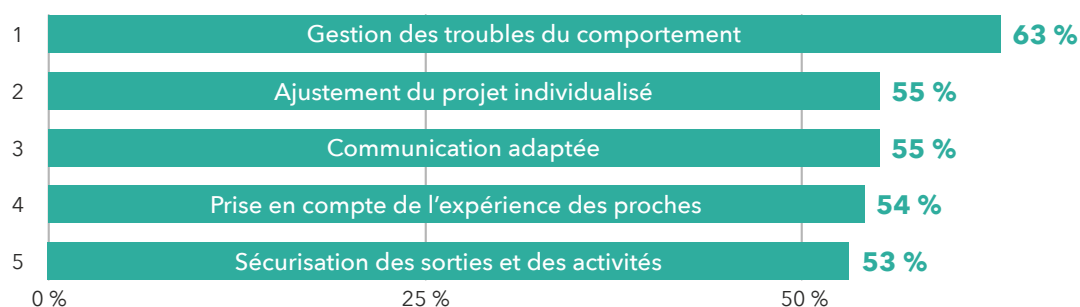 1 Gestion des troubles du comportement 63 %
2 Ajustement du projet individualisé 55 %
3 Communication adaptée 55 %
4 Prise en compte de l’expérience des proches 54 %
5 Sécurisation des sorties et des activités 53 %
0 % 25 % 50 %